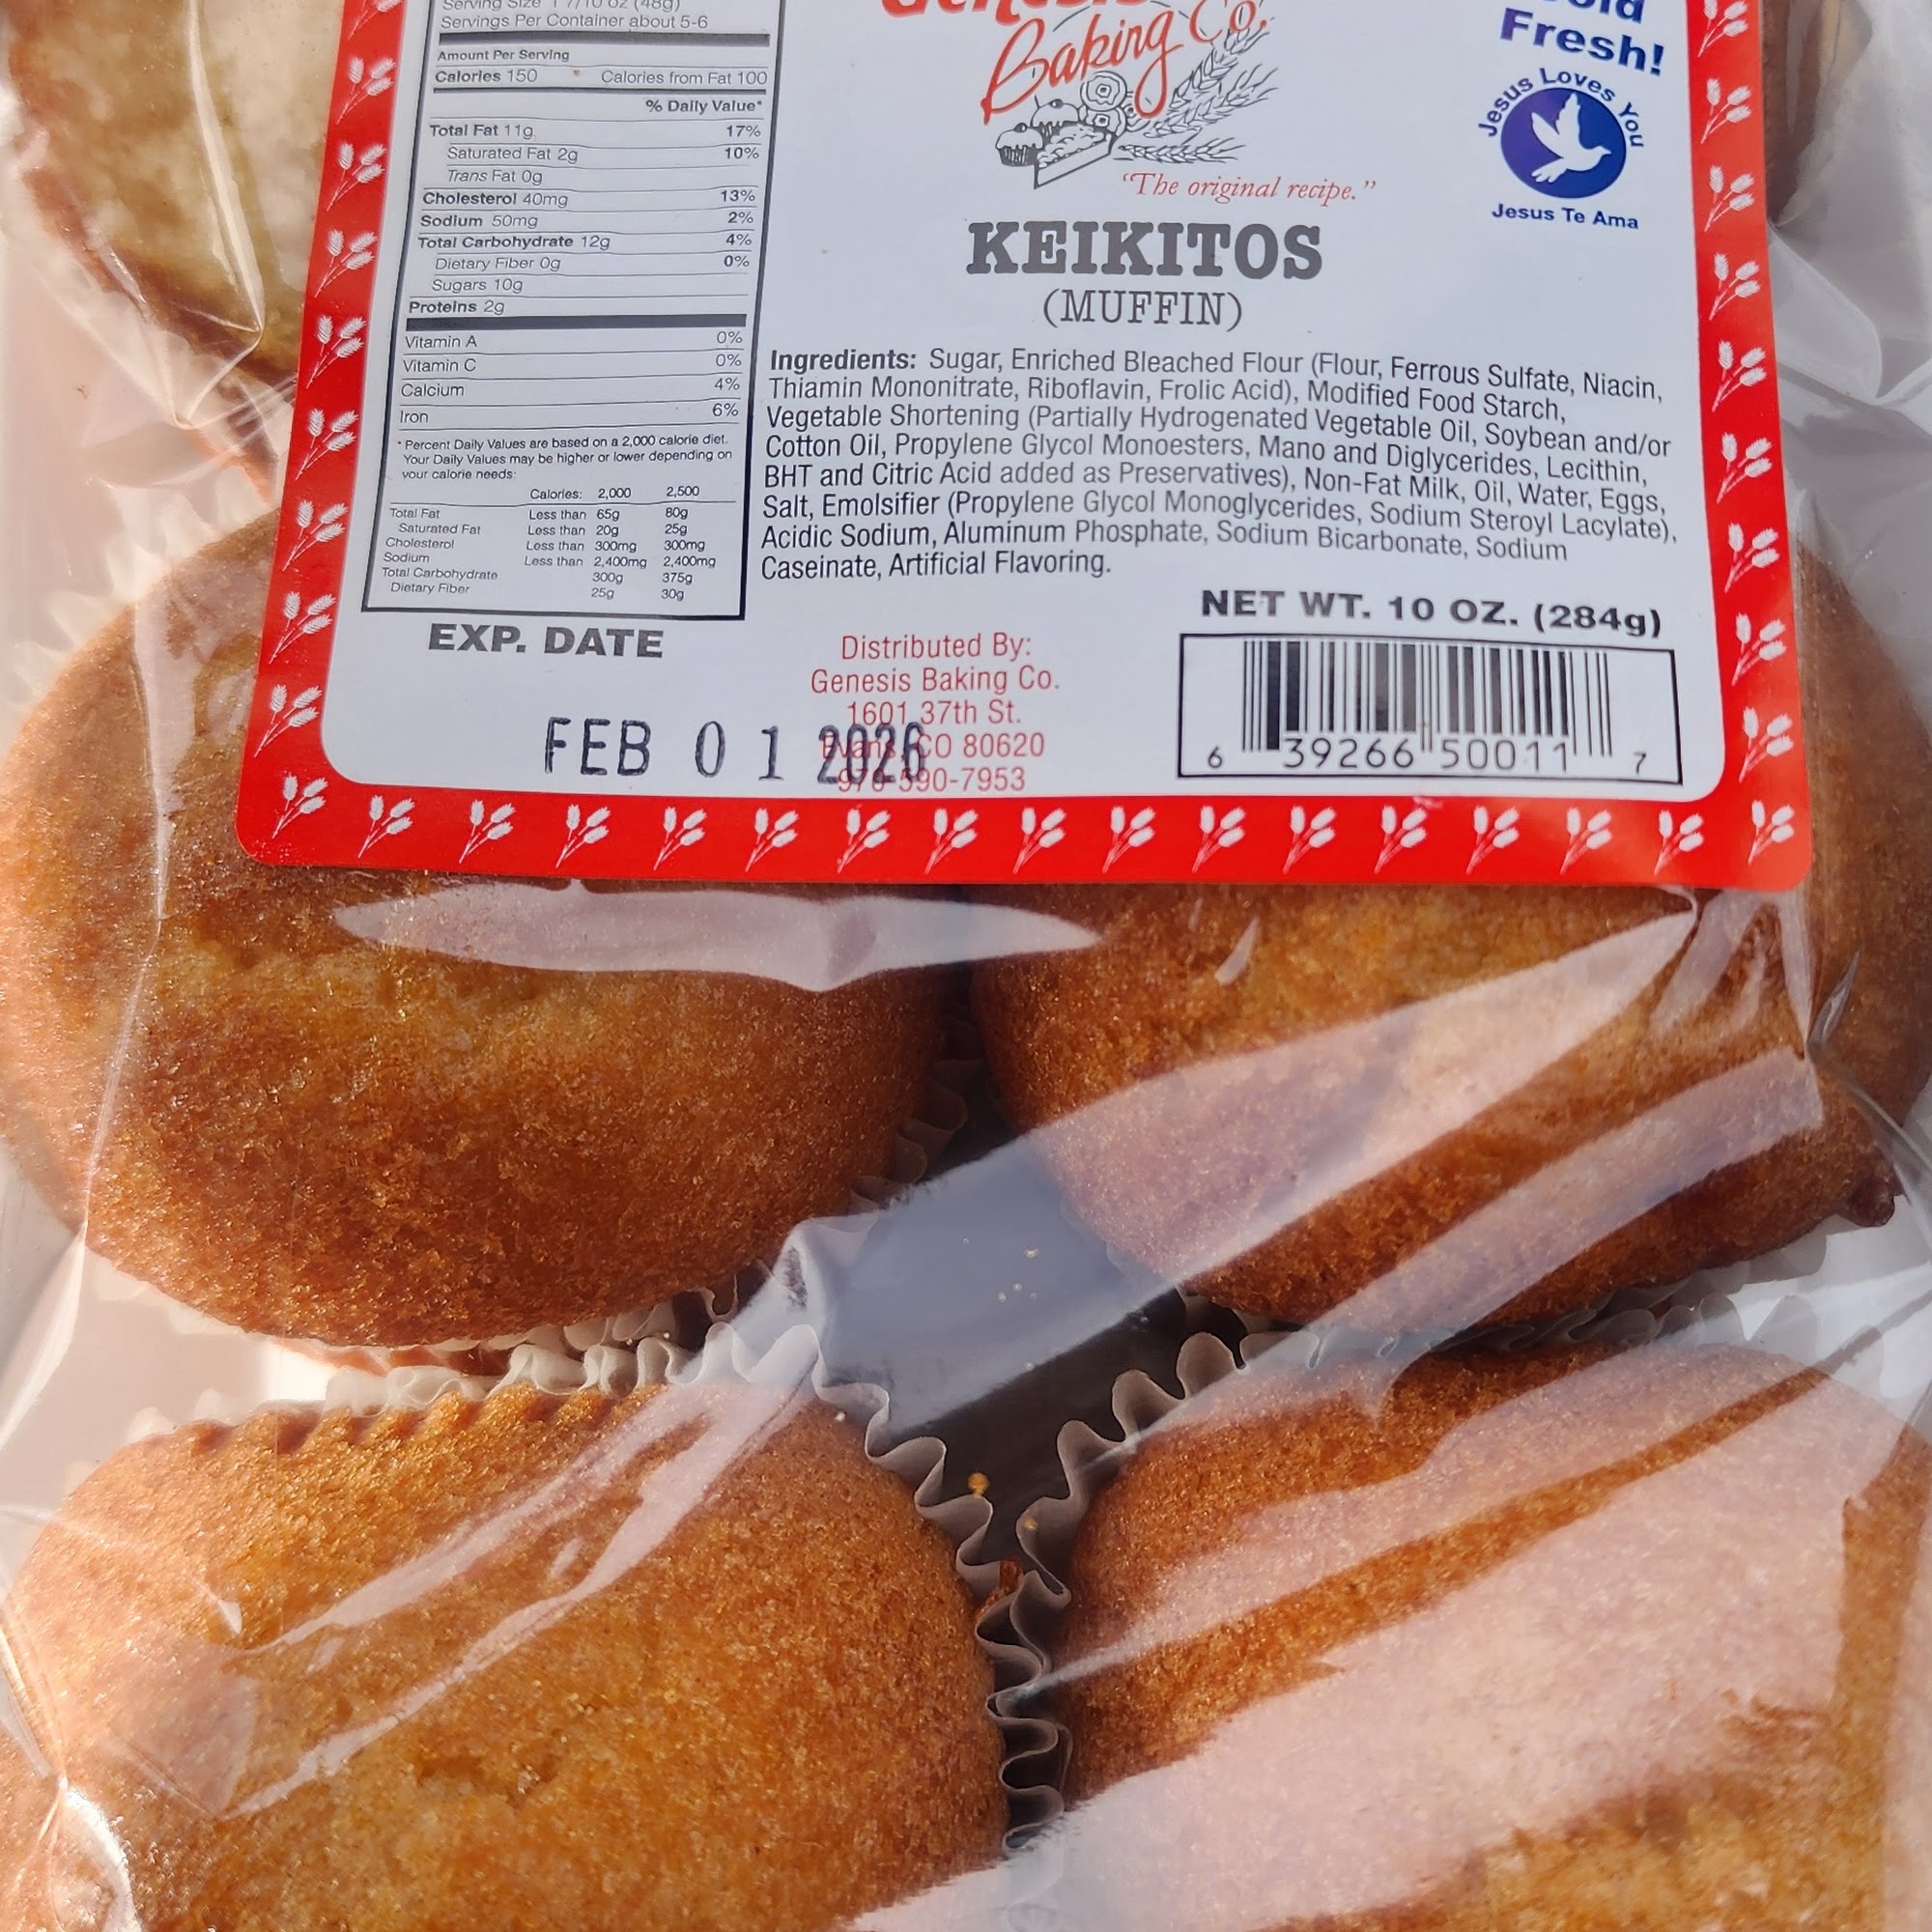 Serving Size 1 7/10 oz (48g)
Servings Per Container about 5-6
Amount Per Serving
Calories 150 Calories from Fat 100
% Daily Value*
Total Fat 11g 17%
Saturated Fat 2g 10%
Trans Fat 0g
Cholesterol 40mg 13%
Sodium 50mg 2%
Total Carbohydrate 12g 4%
Dietary Fiber 0g 0%
Sugars 10g
Proteins 2g
Vitamin A 0%
Vitamin C 0%
Calcium 4%
Iron 6%
* Percent Daily Values are based on a 2,000 calorie diet.
Your Daily Values may be higher or lower depending on
your calorie needs:
Calories: 2,000 2,500
Total Fat Less than 65g 80g
Saturated Fat Less than 20g 25g
Cholesterol Less than 300mg 300mg
Sodium Less than 2,400mg 2,400mg
Total Carbohydrate 300g 375g
Dietary Fiber 25g 30g
EXP. DATE
FEB 01 2026
Genesis
Baking Co.
"The original recipe."
KEIKITOS
(MUFFIN)
Fresh!
Jesus Loves You
Jesus Te Ama
Ingredients: Sugar, Enriched Bleached Flour (Flour, Ferrous Sulfate, Niacin,
Thiamin Mononitrate, Riboflavin, Frolic Acid), Modified Food Starch,
Vegetable Shortening (Partially Hydrogenated Vegetable Oil, Soybean and/or
Cotton Oil, Propylene Glycol Monoesters, Mano and Diglycerides, Lecithin,
BHT and Citric Acid added as Preservatives), Non-Fat Milk, Oil, Water, Eggs,
Salt, Emolsifier (Propylene Glycol Monoglycerides, Sodium Steroyl Lacylate),
Acidic Sodium, Aluminum Phosphate, Sodium Bicarbonate, Sodium
Caseinate, Artificial Flavoring.
Distributed By:
Genesis Baking Co.
1601 37th St.
Evans, CO 80620
970-590-7953
NET WT. 10 OZ. (284g)
6 39266 50011 7